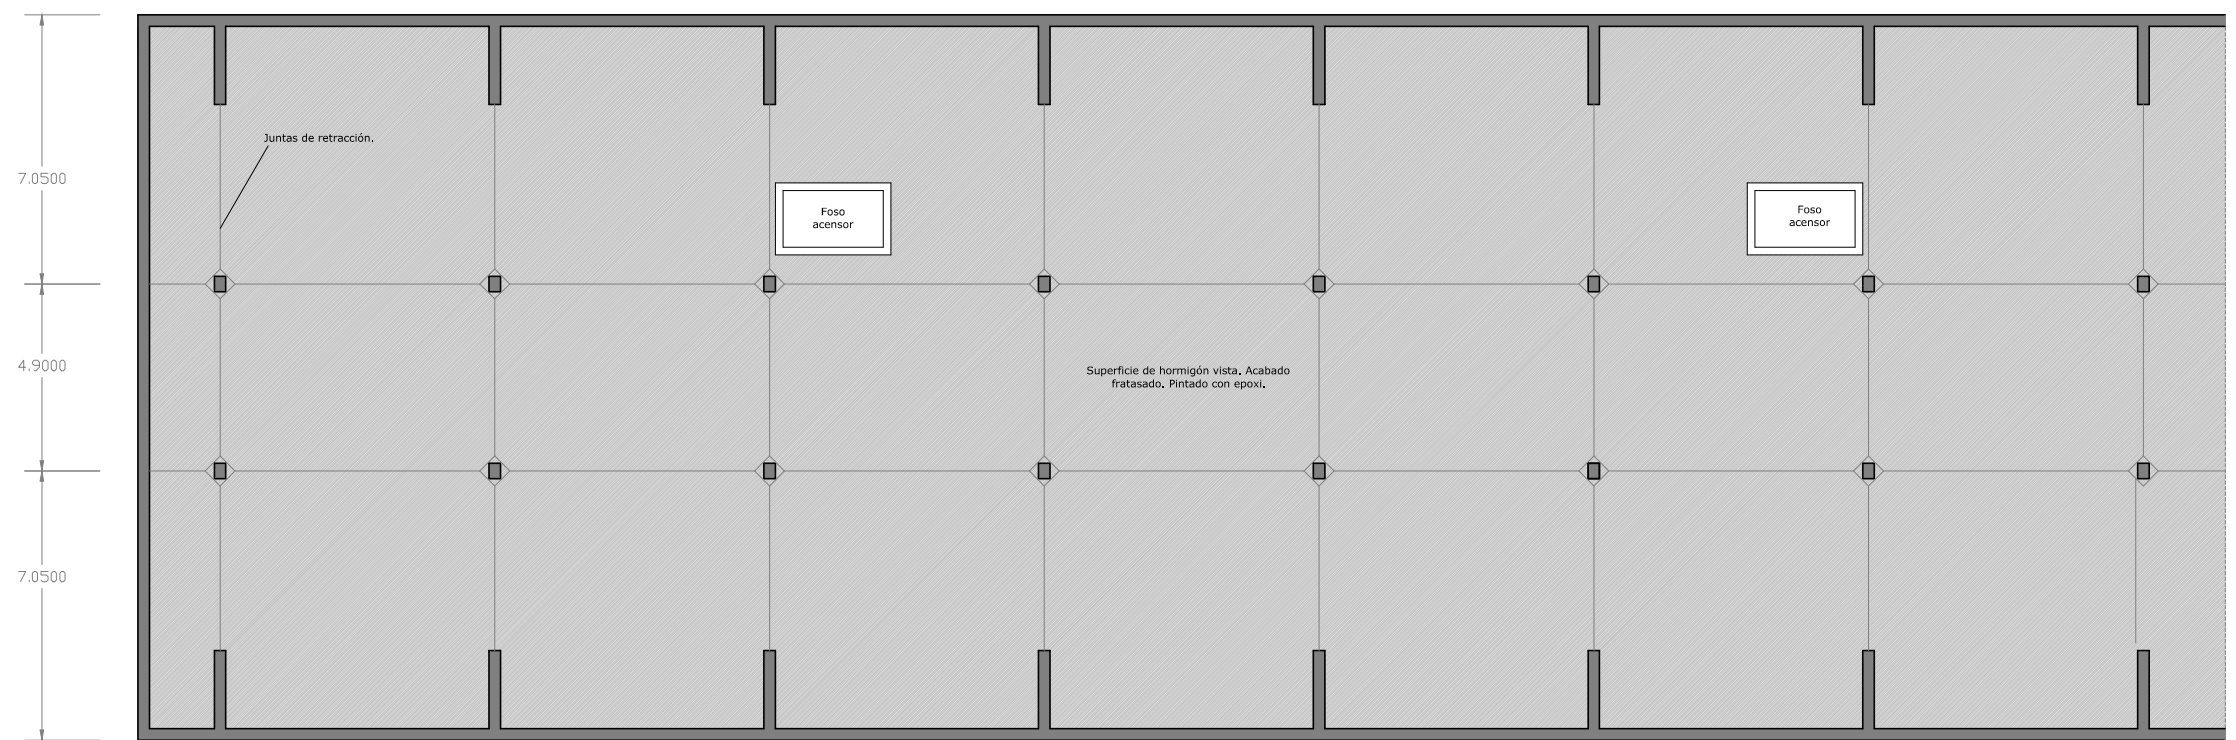 Juntas de retracción.
7.0500
Foso
acensor
Foso
acensor
4.9000
Superficie de hormigón vista. Acabado
fratasado. Pintado con epoxi.
7.0500